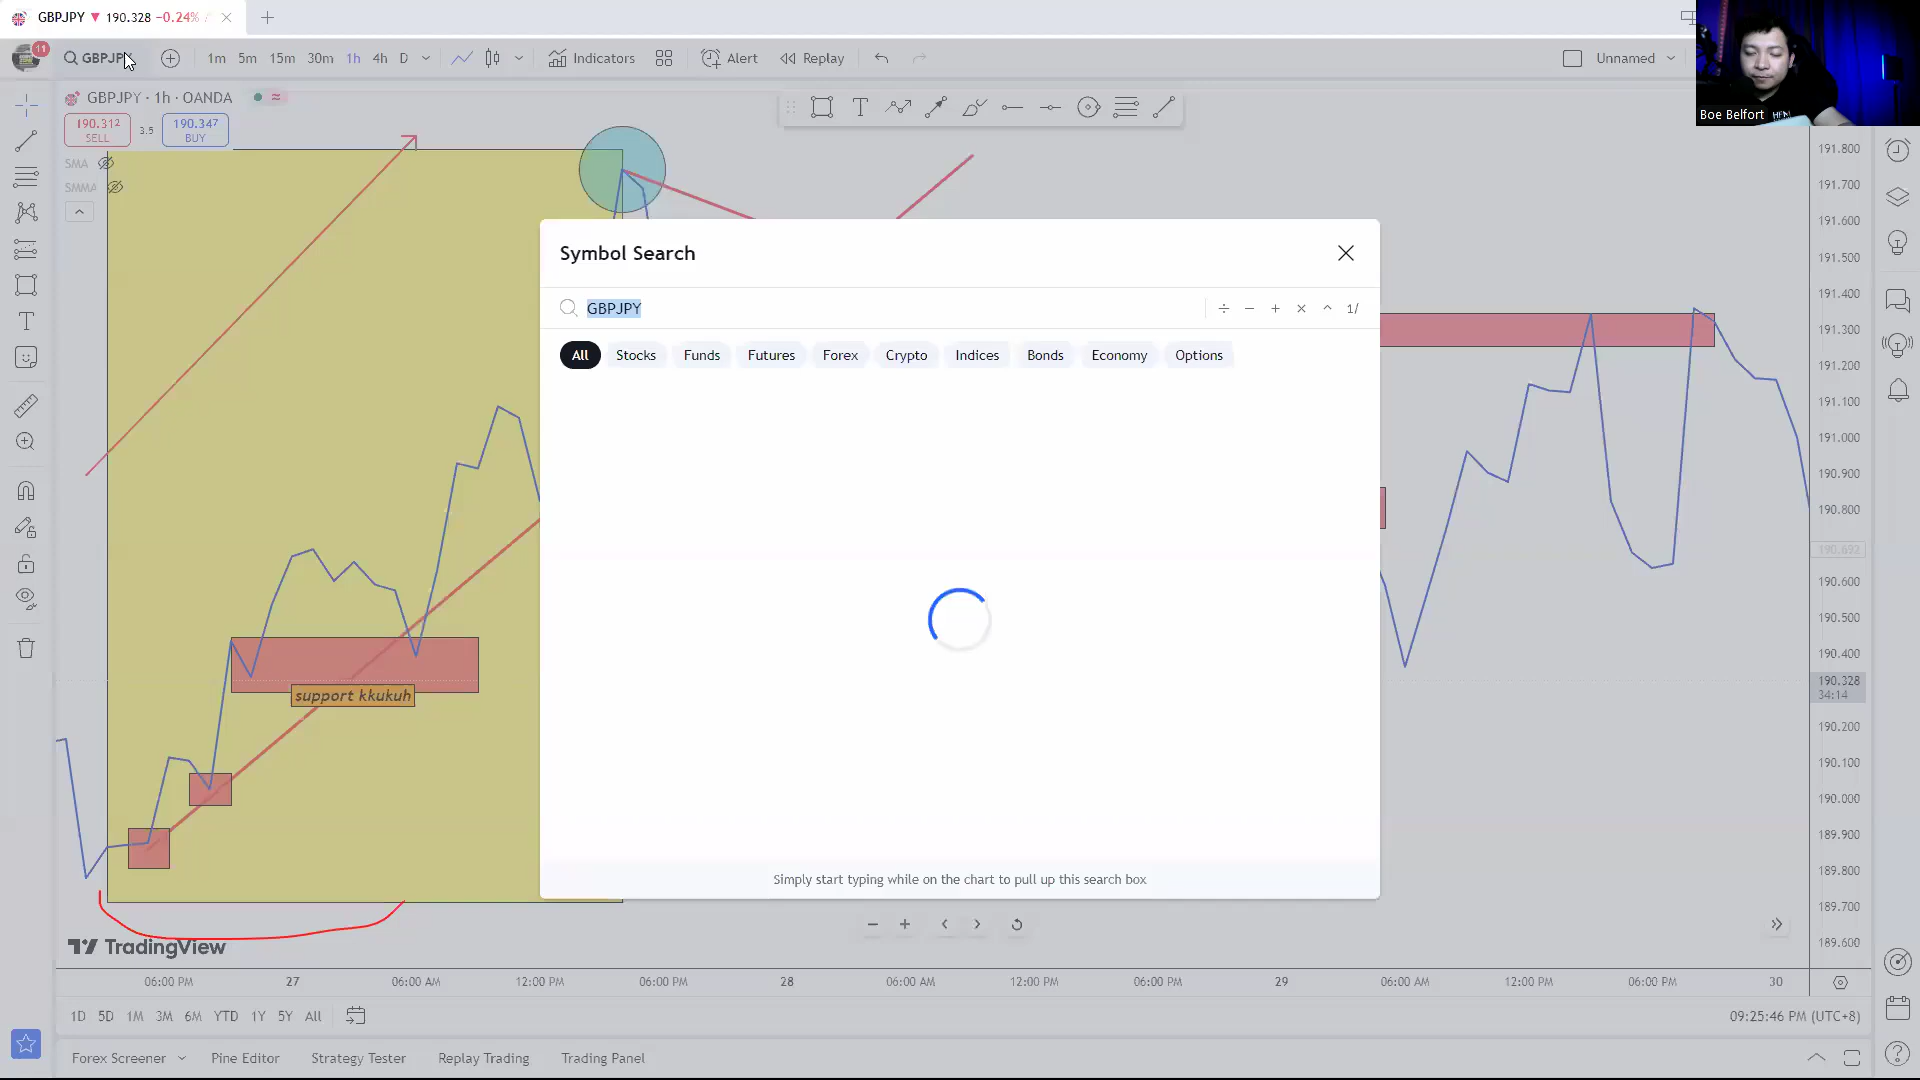 GBPJPY 190.328 −0.24% /
11
GBPJPY
1m 5m 15m 30m 1h 4h D
Indicators
Alert
Replay
Unnamed
Boe Belfort
GBPJPY · 1h · OANDA
190.312
SELL
3.5
190.347
BUY
SMA
SMMA
Symbol Search
GBPJPY
1/
All Stocks Funds Futures Forex Crypto Indices Bonds Economy Options
Simply start typing while on the chart to pull up this search box
support kkukuh
191.800
191.700
191.600
191.500
191.400
191.300
191.200
191.100
191.000
190.900
190.800
190.692
190.600
190.500
190.400
190.328
34:14
190.200
190.100
190.000
189.900
189.800
189.700
189.600
TradingView
06:00 PM 27 06:00 AM 12:00 PM 06:00 PM 28 06:00 AM 12:00 PM 06:00 PM 29 06:00 AM 12:00 PM 06:00 PM 30
1D 5D 1M 3M 6M YTD 1Y 5Y All
09:25:46 PM (UTC+8)
Forex Screener Pine Editor Strategy Tester Replay Trading Trading Panel